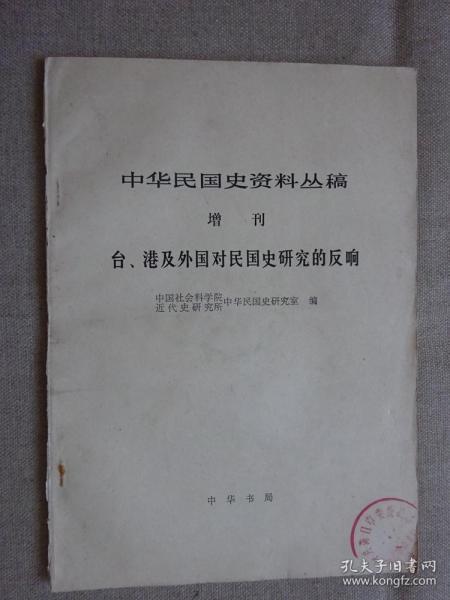 中华民国史资料丛稿
增 刊
台、港及外国对民国史研究的反响
中国社会科学院
近代史研究所 中华民国史研究室 编
中华书局
孔夫子旧书网
www.kongfz.com